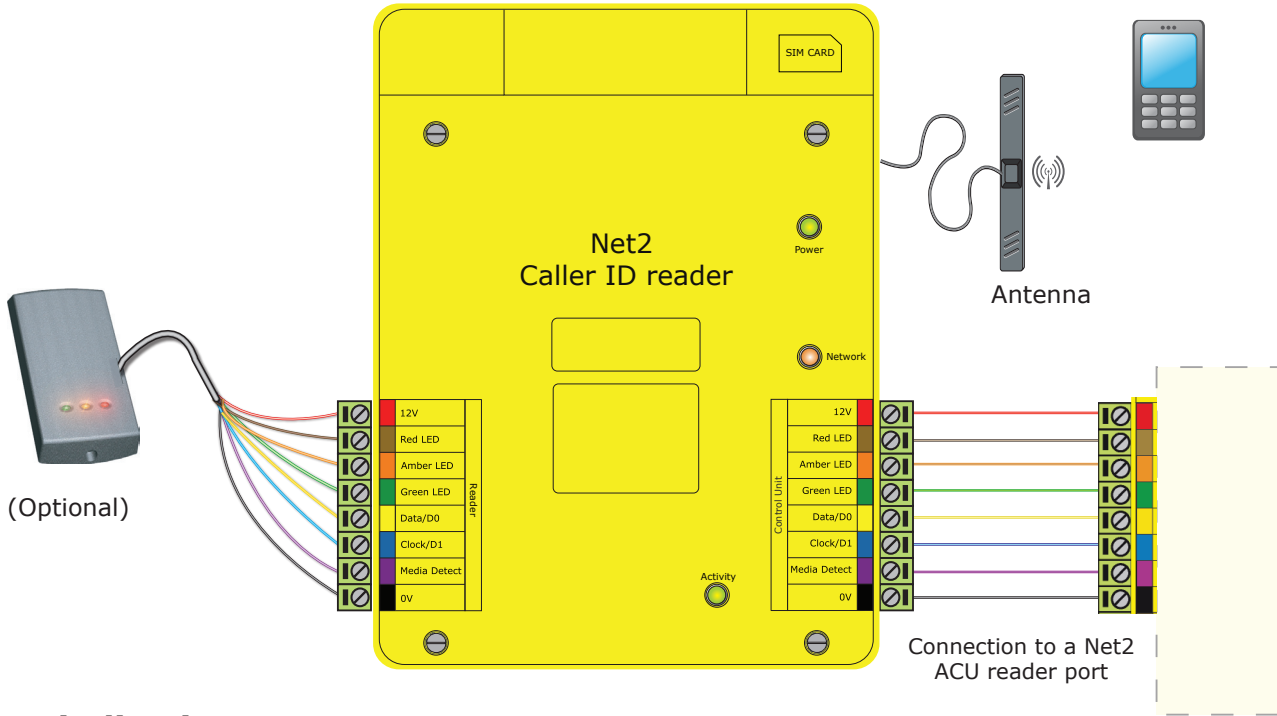 SIM CARD
Power
Net2
Caller ID reader
Antenna
Network
(Optional)
12V
Red LED
Amber LED
Green LED
Data/D0
Clock/D1
Media Detect
0V
Reader
Control Unit
12V
Red LED
Amber LED
Green LED
Data/D0
Clock/D1
Media Detect
0V
Activity
Connection to a Net2
ACU reader port